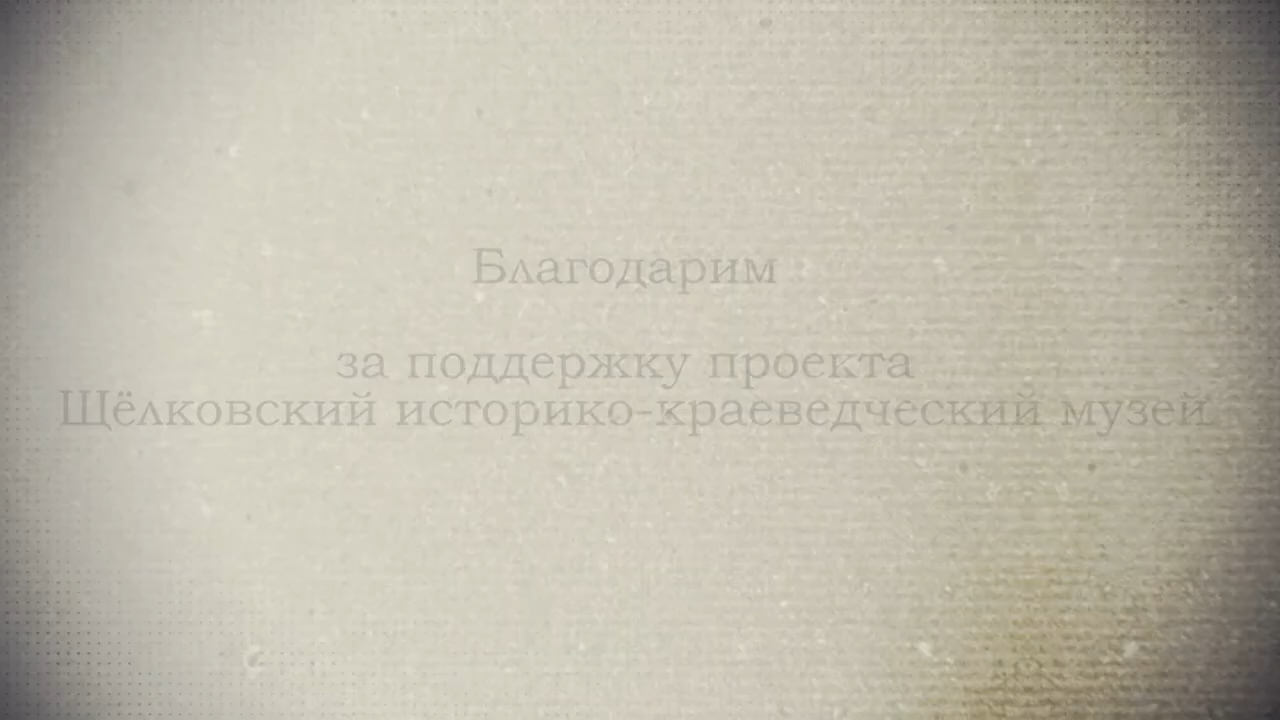 Благодарим
за поддержку проекта
Щёлковский историко-краеведческий музей